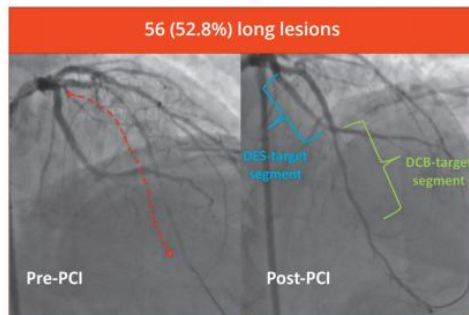 56 (52.8%) long lesions
DES-target
segment
DCB-target
segment
Pre-PCI
Post-PCI